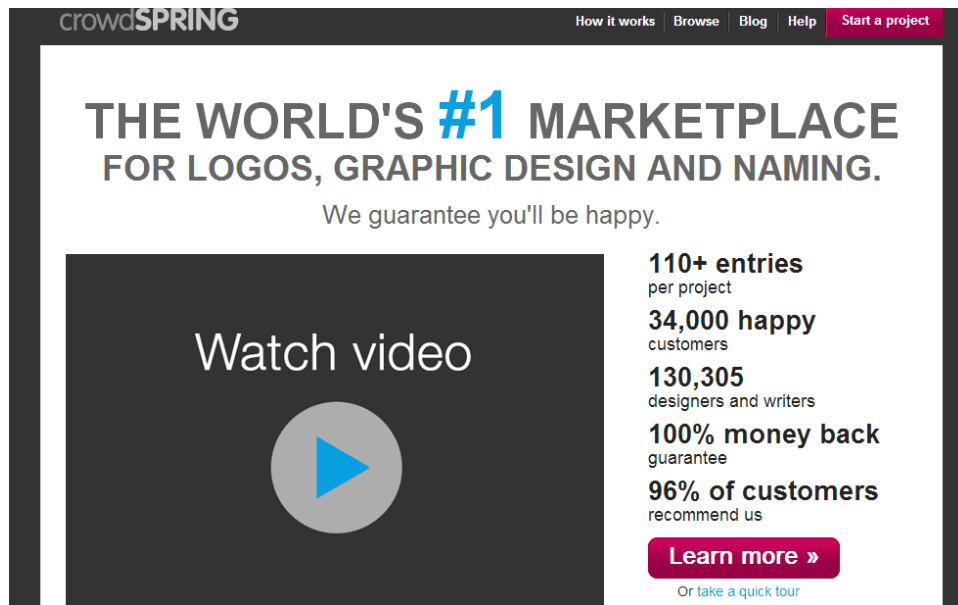 crowdSPRING
How it works Browse Blog Help Start a project
THE WORLD'S #1 MARKETPLACE
FOR LOGOS, GRAPHIC DESIGN AND NAMING.
We guarantee you'll be happy.
Watch video
110+ entries
per project
34,000 happy
customers
130,305
designers and writers
100% money back
guarantee
96% of customers
recommend us
Learn more »
Or take a quick tour